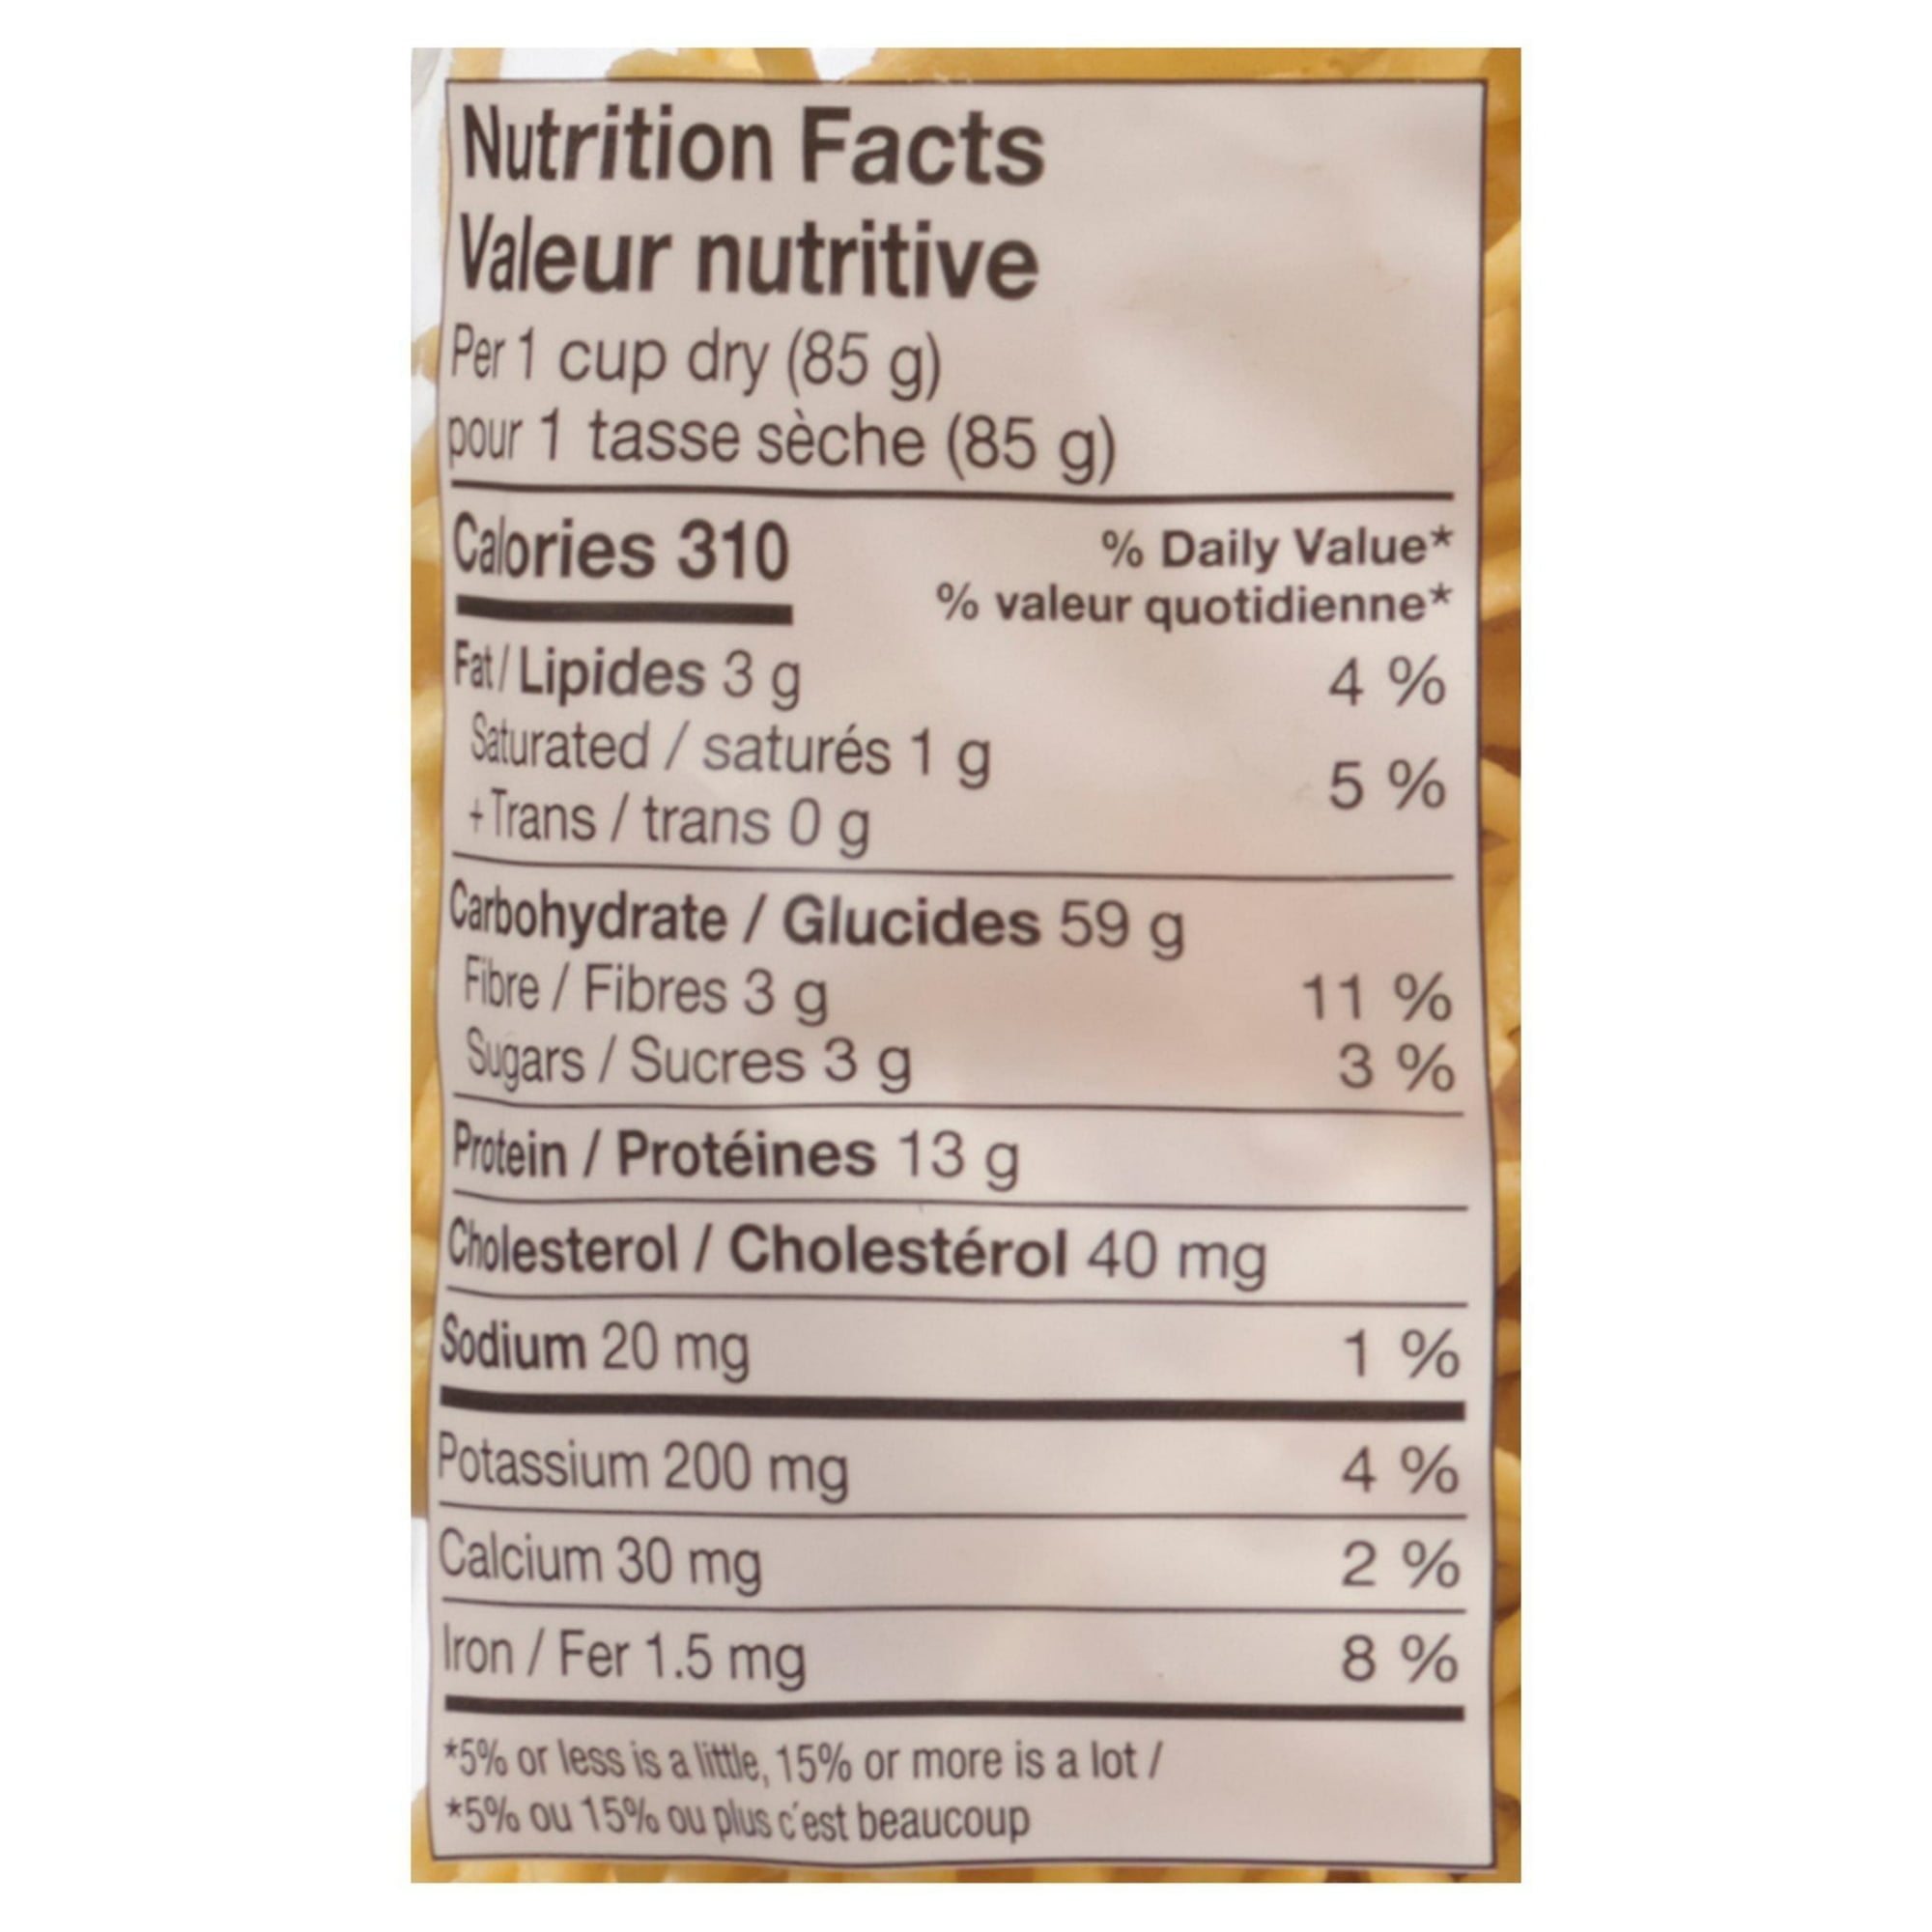 Nutrition Facts
Valeur nutritive
Per 1 cup dry (85 g)
pour 1 tasse sèche (85 g)
Calories 310
% Daily Value*
% valeur quotidienne*
Fat / Lipides 3 g 4 %
Saturated / saturés 1 g
+ Trans / trans 0 g 5 %
Carbohydrate / Glucides 59 g
Fibre / Fibres 3 g 11 %
Sugars / Sucres 3 g 3 %
Protein / Protéines 13 g
Cholesterol / Cholestérol 40 mg
Sodium 20 mg 1 %
Potassium 200 mg 4 %
Calcium 30 mg 2 %
Iron / Fer 1.5 mg 8 %
*5% or less is a little, 15% or more is a lot /
*5% ou 15% ou plus c'est beaucoup